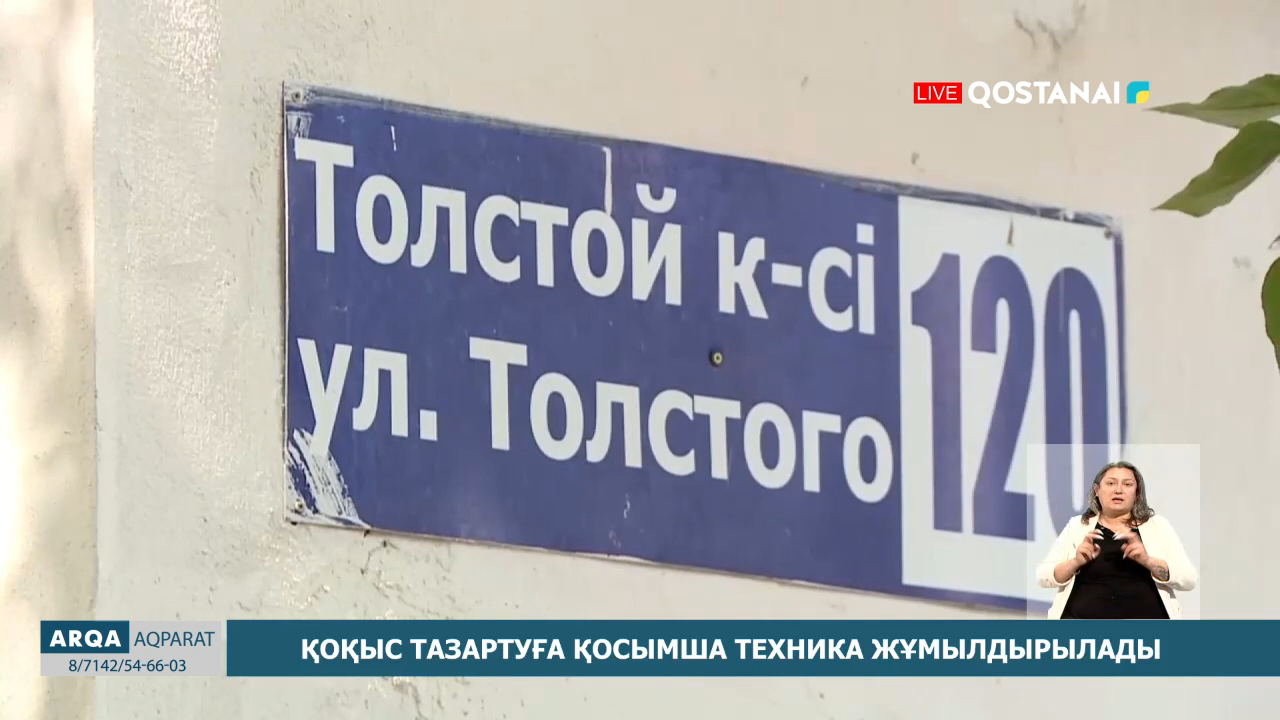 LIVE QOSTANAI
Толстой к-сі
ул. Толстого
120
ARQA AQPARAT
8/7142/54-66-03
ҚОҚЫС ТАЗАРТУҒА ҚОСЫМША ТЕХНИКА ЖҰМЫЛДЫРЫЛАДЫ